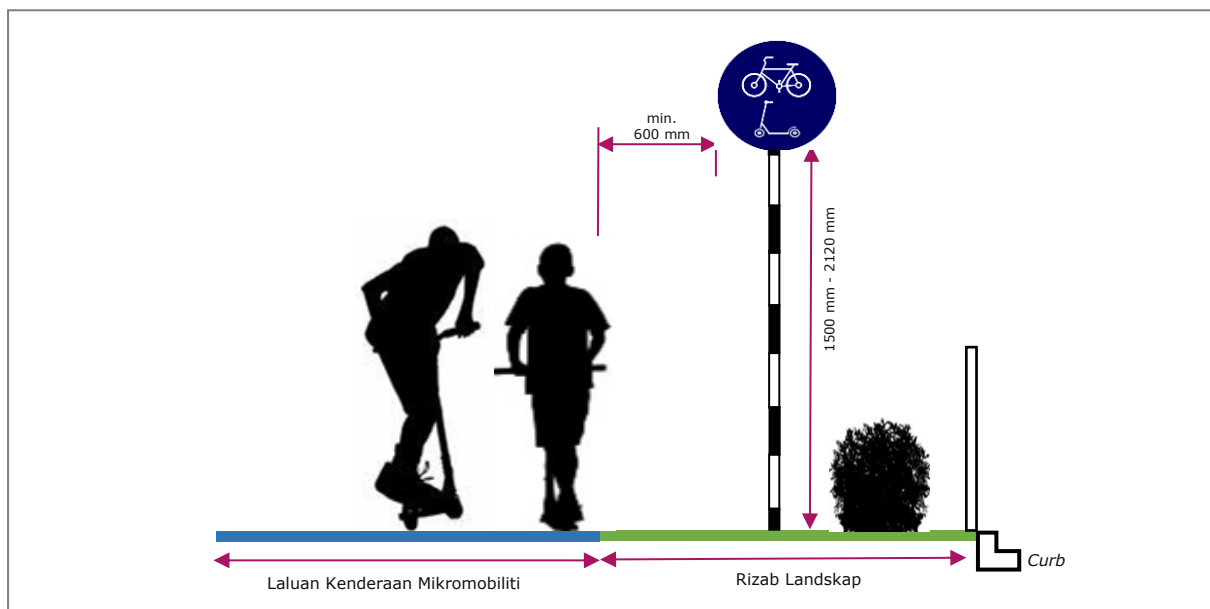 min.
600 mm
1500 mm - 2120 mm
Curb
Laluan Kenderaan Mikromobiliti
Rizab Landskap